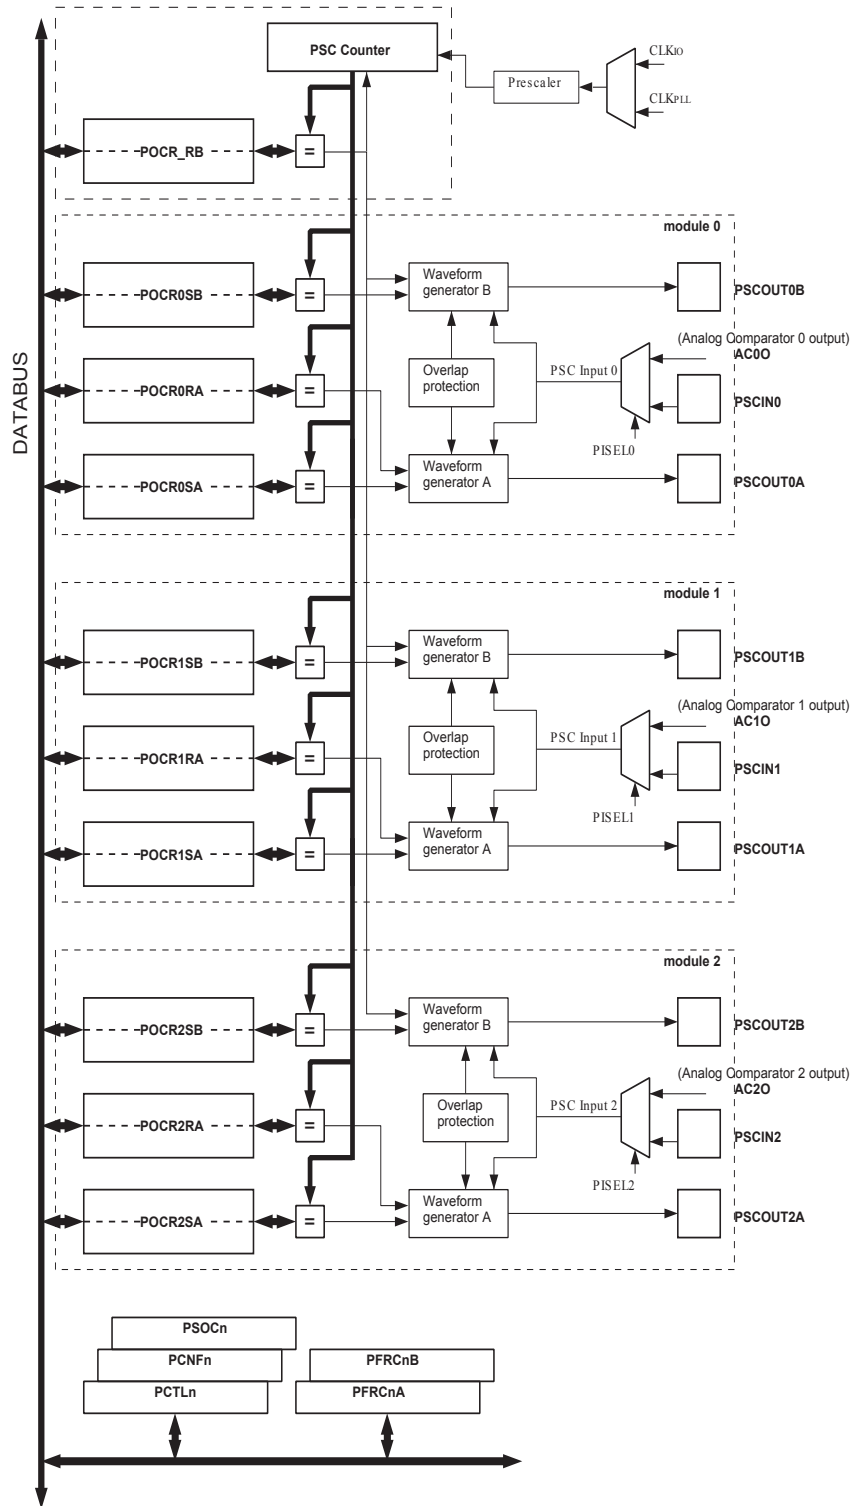 PSC Counter
CLKIO
Prescaler
CLKPLL
POCR_RB
=
module 0
POCR0SB
=
Waveform
generator B
PSCOUT0B
(Analog Comparator 0 output)
AC0O
POCR0RA
=
Overlap
protection
PSC Input 0
PSCIN0
PISEL0
POCR0SA
=
Waveform
generator A
PSCOUT0A
DATABUS
module 1
POCR1SB
=
Waveform
generator B
PSCOUT1B
(Analog Comparator 1 output)
AC1O
POCR1RA
=
Overlap
protection
PSC Input 1
PSCIN1
PISEL1
POCR1SA
=
Waveform
generator A
PSCOUT1A
module 2
POCR2SB
=
Waveform
generator B
PSCOUT2B
(Analog Comparator 2 output)
AC2O
POCR2RA
=
Overlap
protection
PSC Input 2
PSCIN2
PISEL2
POCR2SA
=
Waveform
generator A
PSCOUT2A
PSOCn
PCNFn
PFRCnB
PCTLn
PFRCnA